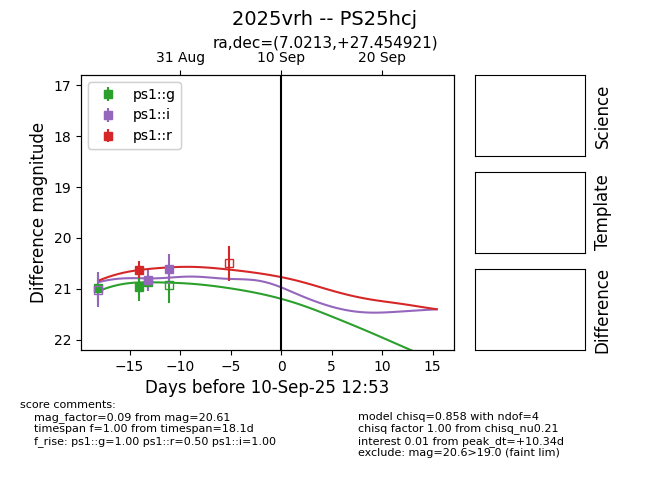 2025vrh -- PS25hcj
ra,dec=(7.0213,+27.454921)
31 Aug 10 Sep 20 Sep
ps1::g
ps1::i
ps1::r
17
18
19
20
21
22
Difference magnitude
−15 −10 −5 0 5 10 15
Days before 10-Sep-25 12:53
Science
Template
Difference
score comments:
mag_factor=0.09 from mag=20.61
timespan f=1.00 from timespan=18.1d
f_rise: ps1::g=1.00 ps1::r=0.50 ps1::i=1.00
model chisq=0.858 with ndof=4
chisq factor 1.00 from chisq_nu0.21
interest 0.01 from peak_dt=+10.34d
exclude: mag=20.6>19.0 (faint lim)